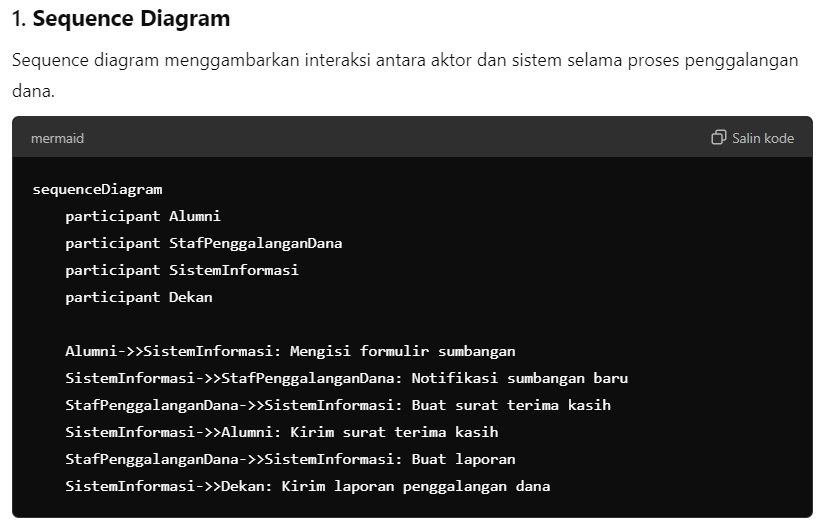 1. Sequence Diagram
Sequence diagram menggambarkan interaksi antara aktor dan sistem selama proses penggalangan
dana.
mermaid
Salin kode
sequenceDiagram
    participant Alumni
    participant StafPenggalanganDana
    participant SistemInformasi
    participant Dekan

    Alumni->>SistemInformasi: Mengisi formulir sumbangan
    SistemInformasi->>StafPenggalanganDana: Notifikasi sumbangan baru
    StafPenggalanganDana->>SistemInformasi: Buat surat terima kasih
    SistemInformasi->>Alumni: Kirim surat terima kasih
    StafPenggalanganDana->>SistemInformasi: Buat laporan
    SistemInformasi->>Dekan: Kirim laporan penggalangan dana